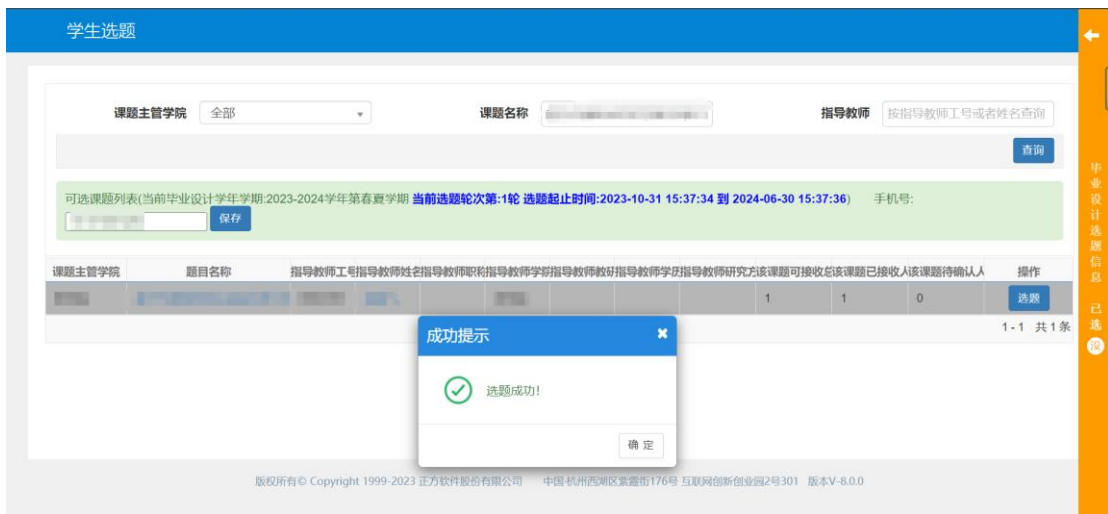 学生选题
课题主管学院 全部 课题名称 指导教师 按指导教师工号或者姓名查询
查询
可选课题列表(当前毕业设计学年学期:2023-2024学年第春夏学期 当前选题轮次第:1轮 选题起止时间:2023-10-31 15:37:34 到 2024-06-30 15:37:36) 手机号:
保存
课题主管学院 题目名称 指导教师工号 指导教师姓名 指导教师职称 指导教师学院 指导教师教研 指导教师学历 指导教师研究方 该课题可接收总 该课题已接收人 该课题待确认人 操作
1 1 0 选题
1-1 共1条
成功提示
选题成功!
确定
版权所有© Copyright 1999-2023 正方软件股份有限公司 中国·杭州西湖区紫霞街176号 互联网创新创业园2号301 版本V-8.0.0
毕业设计选题信息 已选 没